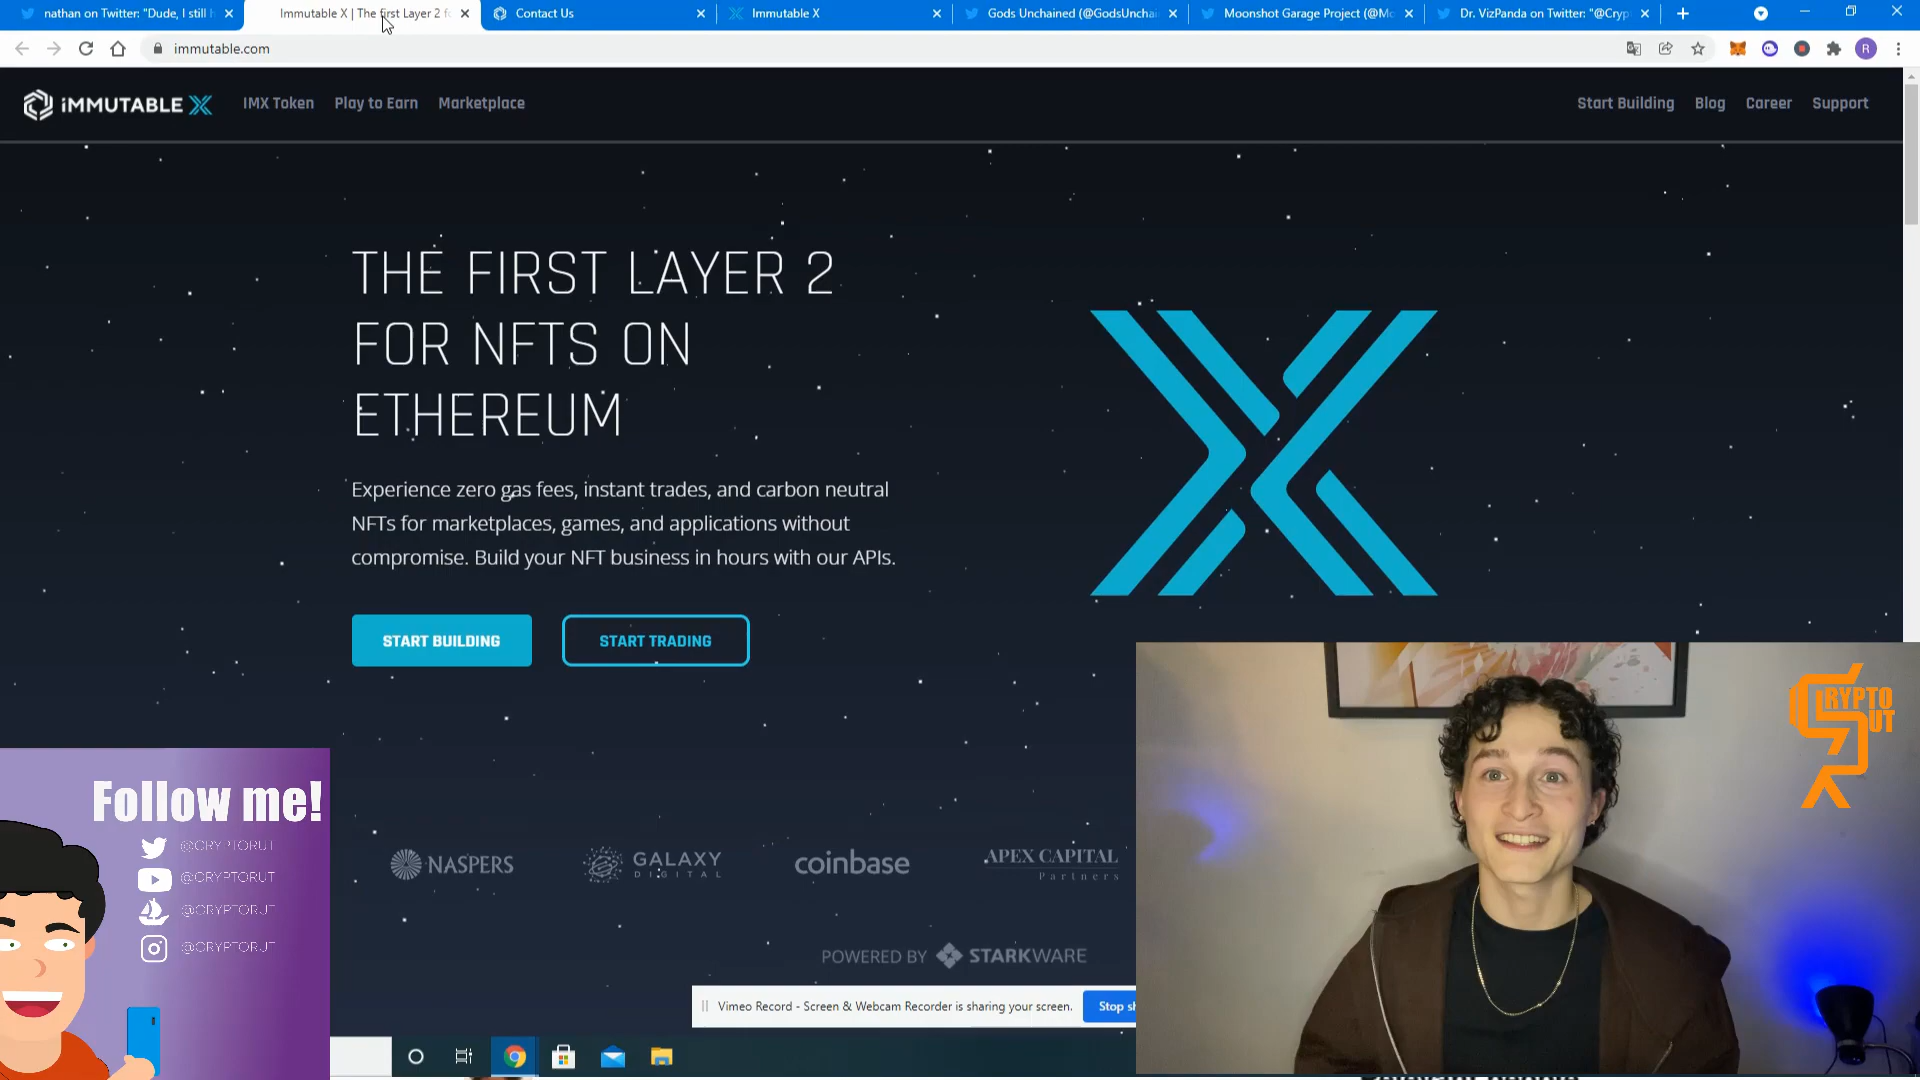 nathan on Twitter: "Dude, I still h
Immutable X | The first Layer 2 fo
Contact Us
Immutable X
Gods Unchained (@GodsUnchai
Moonshot Garage Project (@Mo
Dr. VizPanda on Twitter: "@Cryp
immutable.com
R
IMMUTABLE X
IMX Token
Play to Earn
Marketplace
Start Building
Blog
Career
Support
THE FIRST LAYER 2
FOR NFTS ON
ETHEREUM
Experience zero gas fees, instant trades, and carbon neutral
NFTs for marketplaces, games, and applications without
compromise. Build your NFT business in hours with our APIs.
START BUILDING
START TRADING
CRYPTO
RUT
Follow me!
@CRYPTORUT
@CRYPTORUT
@CRYPTORUT
@CRYPTORUT
NASPERS
GALAXY
DIGITAL
coinbase
APEX CAPITAL
Partners
POWERED BY STARKWARE
Vimeo Record - Screen & Webcam Recorder is sharing your screen.
Stop sh